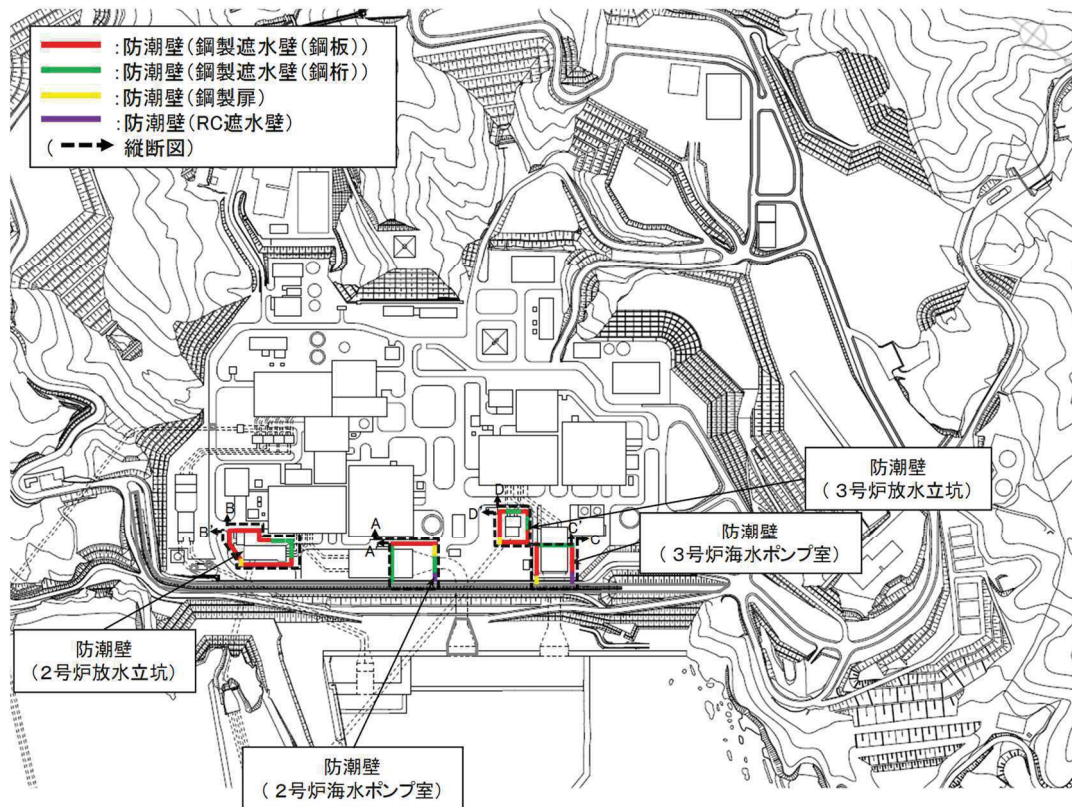 ：防潮壁(鋼製遮水壁(鋼板))
：防潮壁(鋼製遮水壁(鋼桁))
：防潮壁(鋼製扉)
：防潮壁(RC遮水壁)
( 縦断図)
D
D'
防潮壁
(3号炉放水立坑)
B
B'
A
A'
C'
C
防潮壁
(3号炉海水ポンプ室)
防潮壁
(2号炉放水立坑)
防潮壁
(2号炉海水ポンプ室)